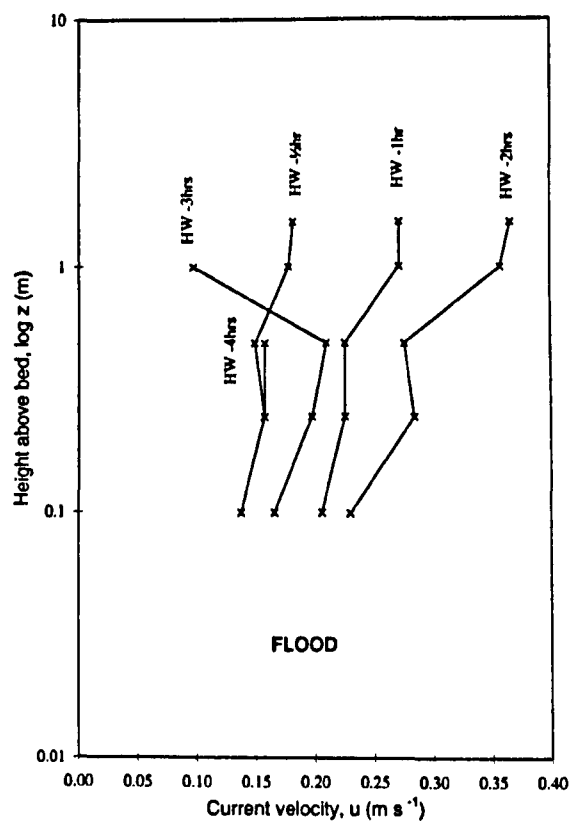 10
1
0.1
0.01
Height above bed, log z (m)
HW -3hrs
HW -½hr
HW -1hr
HW -2hrs
HW -4hrs
FLOOD
0.00 0.05 0.10 0.15 0.20 0.25 0.30 0.35 0.40
Current velocity, u (m s⁻¹)